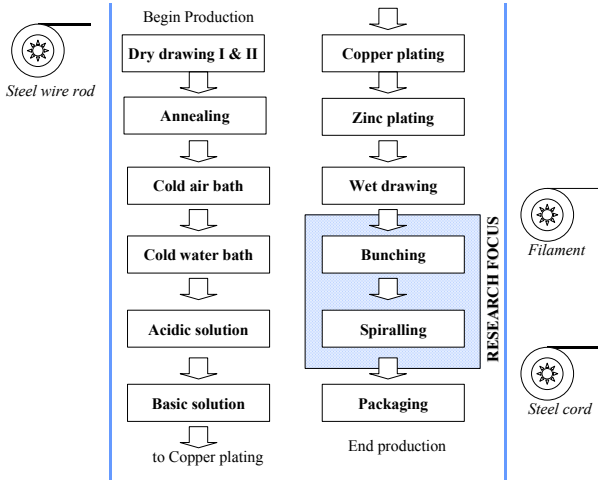 Steel wire rod
Begin Production
Dry drawing I & II
Annealing
Cold air bath
Cold water bath
Acidic solution
Basic solution
to Copper plating
Copper plating
Zinc plating
Wet drawing
Bunching
Spiralling
RESEARCH FOCUS
Packaging
End production
Filament
Steel cord